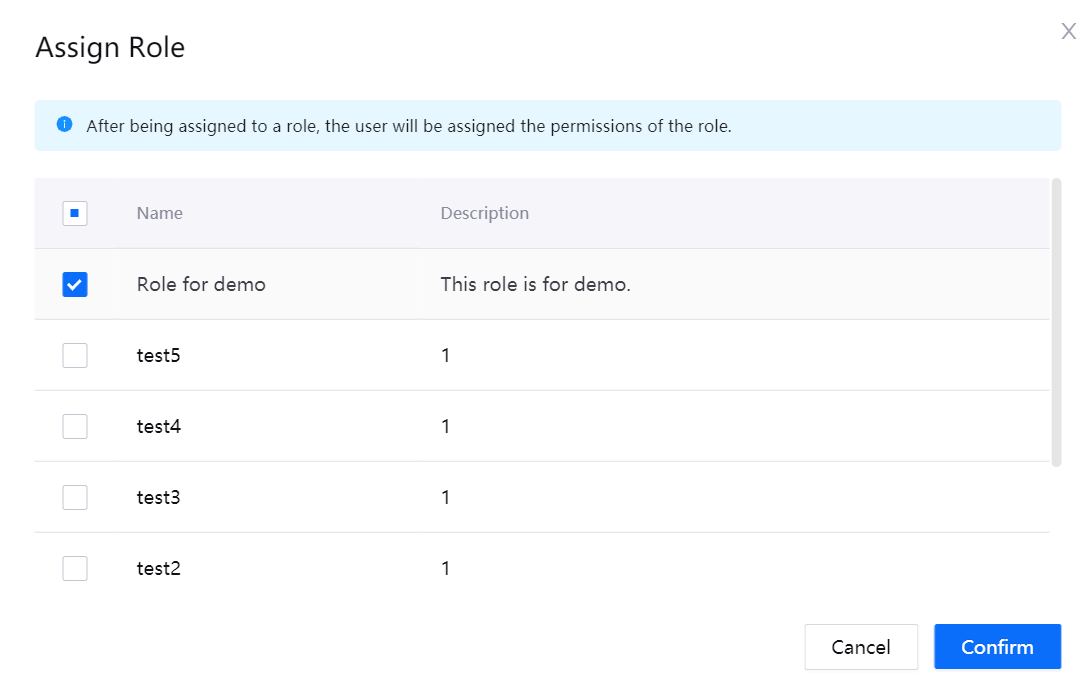 X
Assign Role
After being assigned to a role, the user will be assigned the permissions of the role.
Name Description
Role for demo This role is for demo.
test5 1
test4 1
test3 1
test2 1
Cancel Confirm